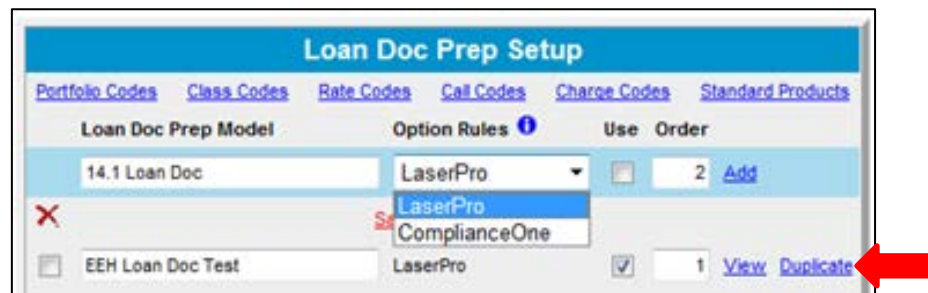 Loan Doc Prep Setup
Portfolio Codes Class Codes Rate Codes Call Codes Charge Codes Standard Products
Loan Doc Prep Model Option Rules Use Order
14.1 Loan Doc LaserPro 2 Add
LaserPro
ComplianceOne
EEH Loan Doc Test LaserPro 1 View Duplicate